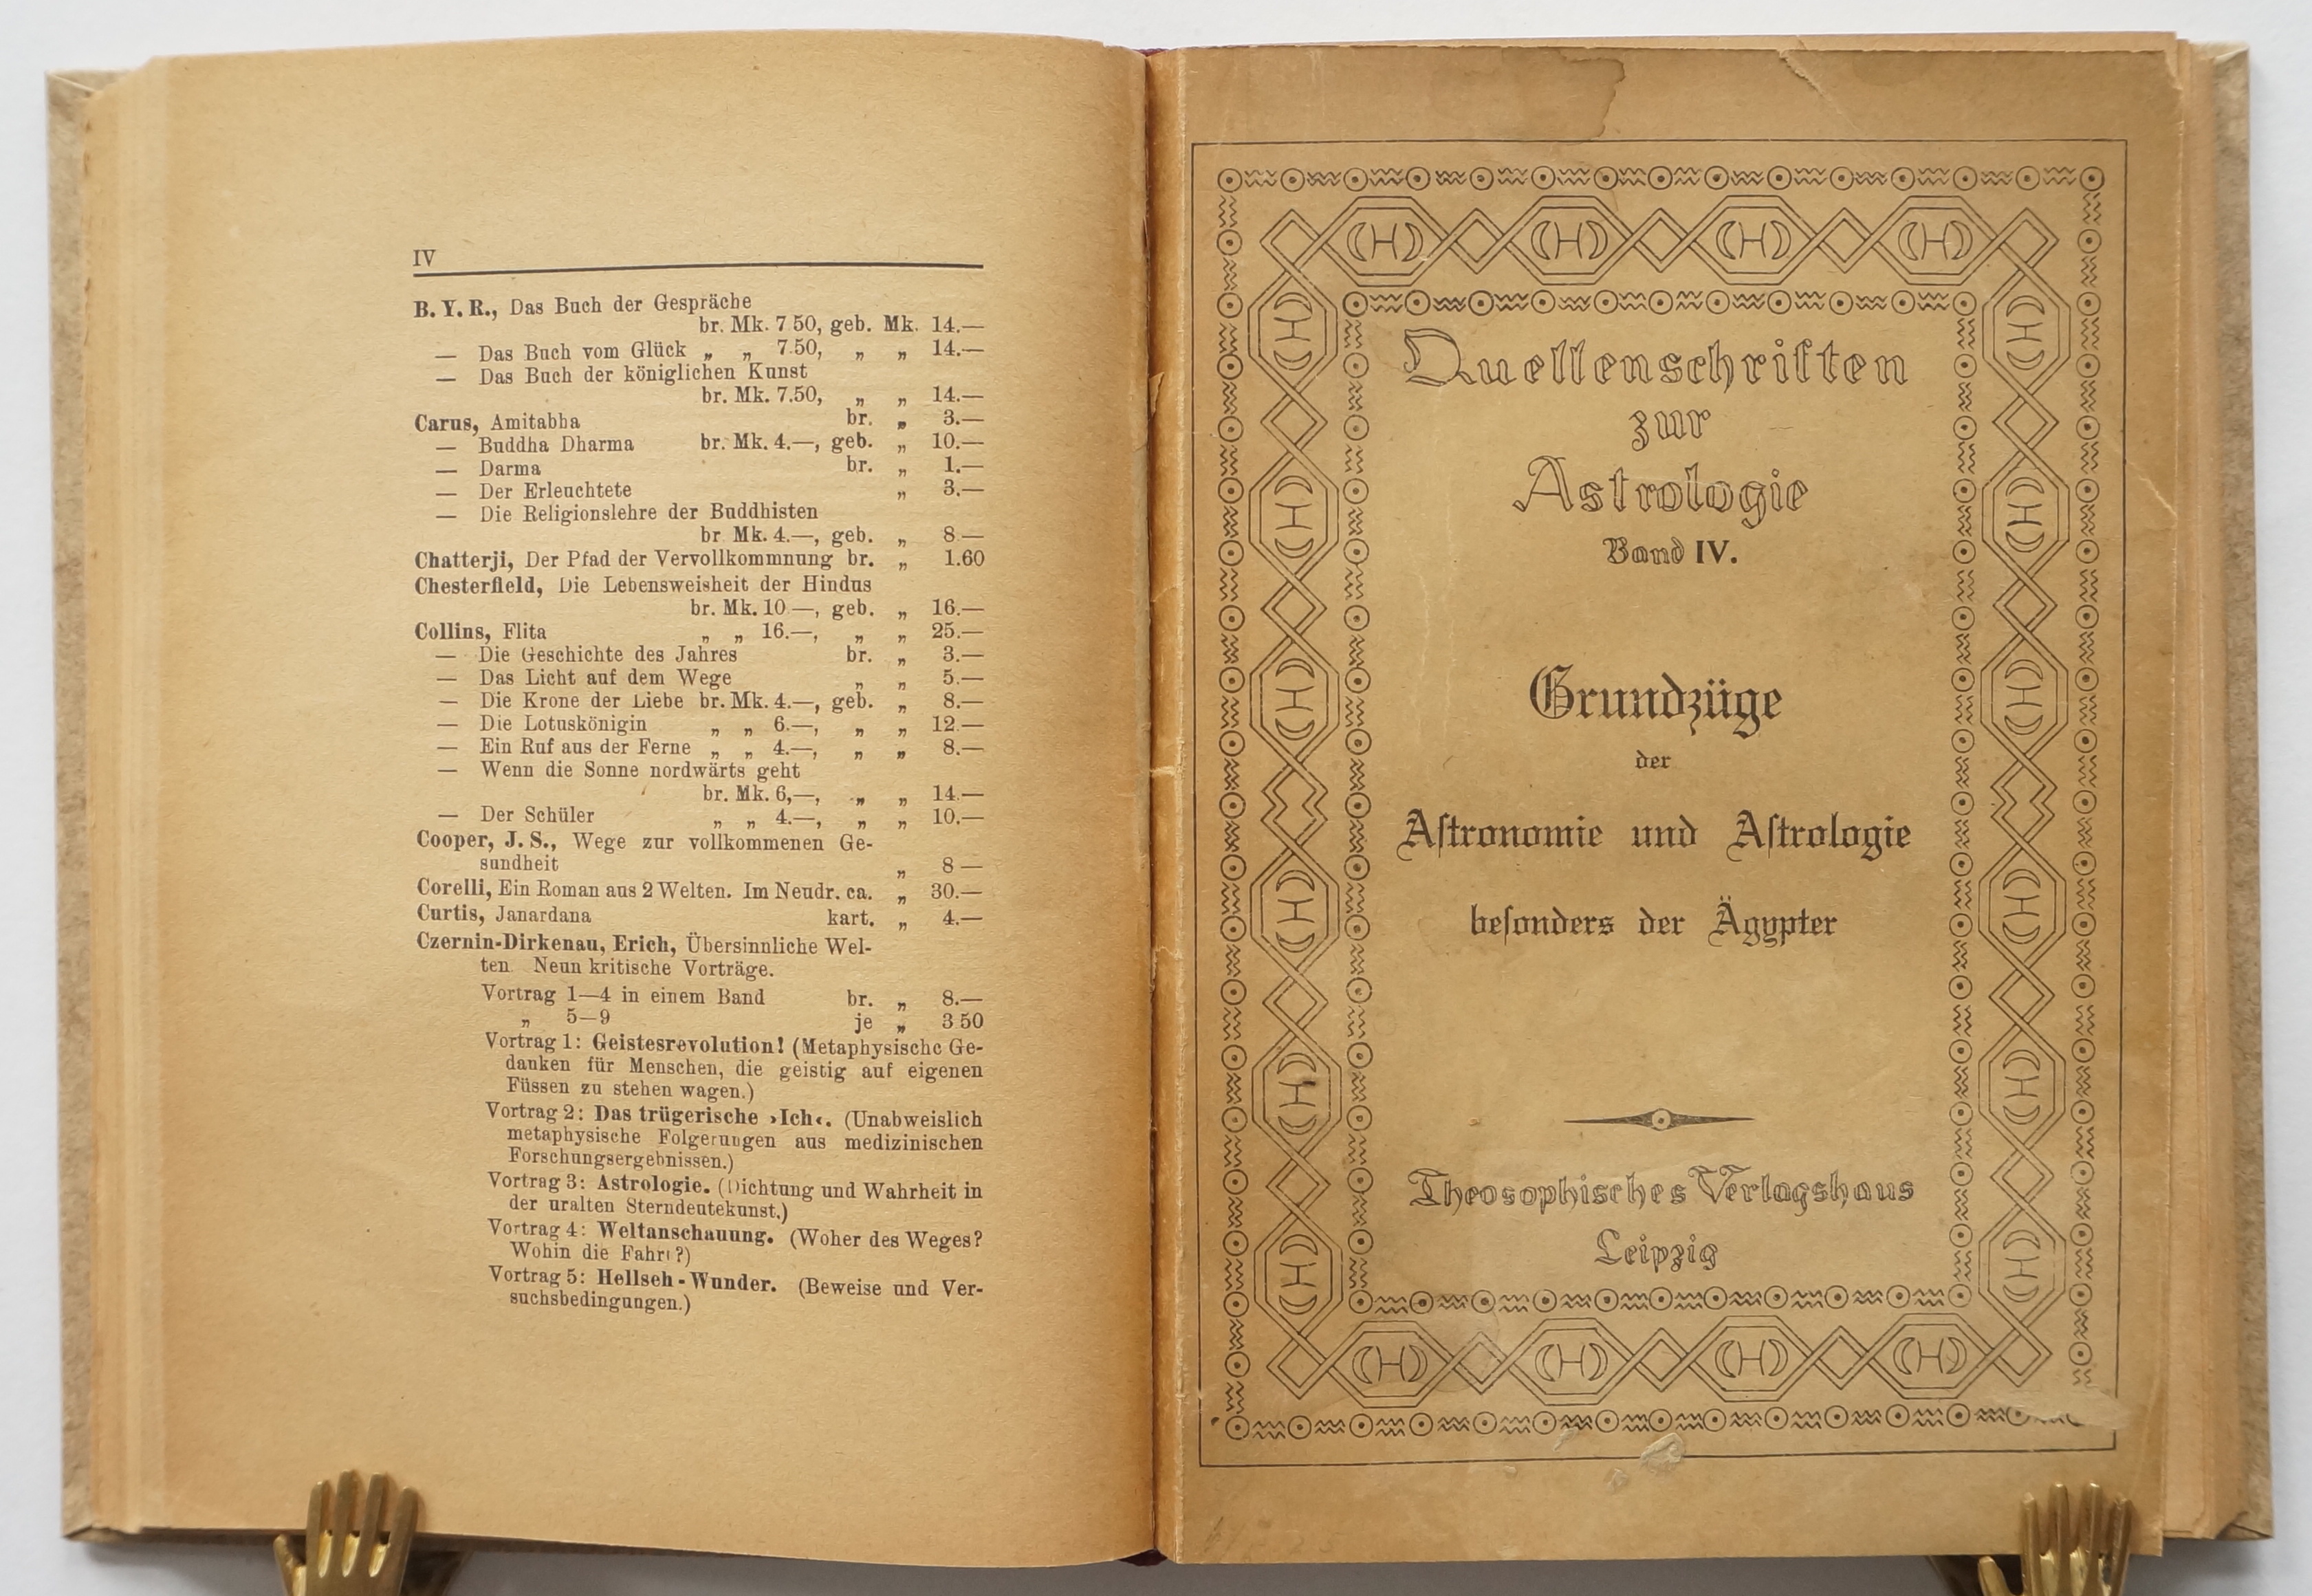 IV
B. Y. R., Das Buch der Gespräche
br. Mk. 7 50, geb. Mk. 14.—
— Das Buch vom Glück „ „ 7.50, „ „ 14.—
— Das Buch der königlichen Kunst
br. Mk. 7.50, „ „ 14.—
Carus, Amitabha br. „ 3.—
— Buddha Dharma br. Mk. 4.—, geb. „ 10.—
— Darma br. „ 1.—
— Der Erleuchtete „ 3.—
— Die Religionslehre der Buddhisten
br Mk. 4.—, geb. „ 8 —
Chatterji, Der Pfad der Vervollkommnung br. „ 1.60
Chesterfield, Die Lebensweisheit der Hindus
br. Mk. 10 —, geb. „ 16.—
Collins, Flita „ „ 16.—, „ „ 25.—
— Die Geschichte des Jahres br. „ 3.—
— Das Licht auf dem Wege „ „ 5.—
— Die Krone der Liebe br. Mk. 4.—, geb. „ 8.—
— Die Lotuskönigin „ „ 6.—, „ „ 12 —
— Ein Ruf aus der Ferne „ „ 4.—, „ „ 8.—
— Wenn die Sonne nordwärts geht
br. Mk. 6,—, „ „ 14.—
— Der Schüler „ „ 4.—, „ „ 10.—
Cooper, J. S., Wege zur vollkommenen Ge-
sundheit „ 8 —
Corelli, Ein Roman aus 2 Welten. Im Neudr. ca. „ 30.—
Curtis, Janardana kart. „ 4.—
Czernin-Dirkenau, Erich, Übersinnliche Wel-
ten. Neun kritische Vorträge.
Vortrag 1—4 in einem Band br. „ 8.—
„ 5—9 je „ 3 50
Vortrag 1: Geistesrevolution! (Metaphysische Ge-
danken für Menschen, die geistig auf eigenen
Füssen zu stehen wagen.)
Vortrag 2: Das trügerische ›Ich‹. (Unabweislich
metaphysische Folgerungen aus medizinischen
Forschungsergebnissen.)
Vortrag 3: Astrologie. (Dichtung und Wahrheit in
der uralten Sterndeutekunst.)
Vortrag 4: Weltanschauung. (Woher des Weges?
Wohin die Fahrt?)
Vortrag 5: Hellseh-Wunder. (Beweise und Ver-
suchsbedingungen.)
Quellenschriften
zur
Astrologie
Band IV.
Grundzüge
der
Aſtronomie und Aſtrologie
beſonders der Ägypter
Theosophisches Verlagshaus
Leipzig